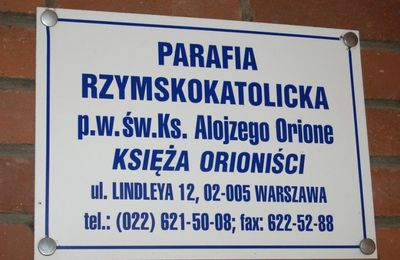 PARAFIA
RZYMSKOKATOLICKA
p.w.św.Ks. Alojzego Orione
KSIĘŻA ORIONIŚCI
ul. LINDLEYA 12, 02-005 WARSZAWA
tel.: (022) 621-50-08; fax: 622-52-88